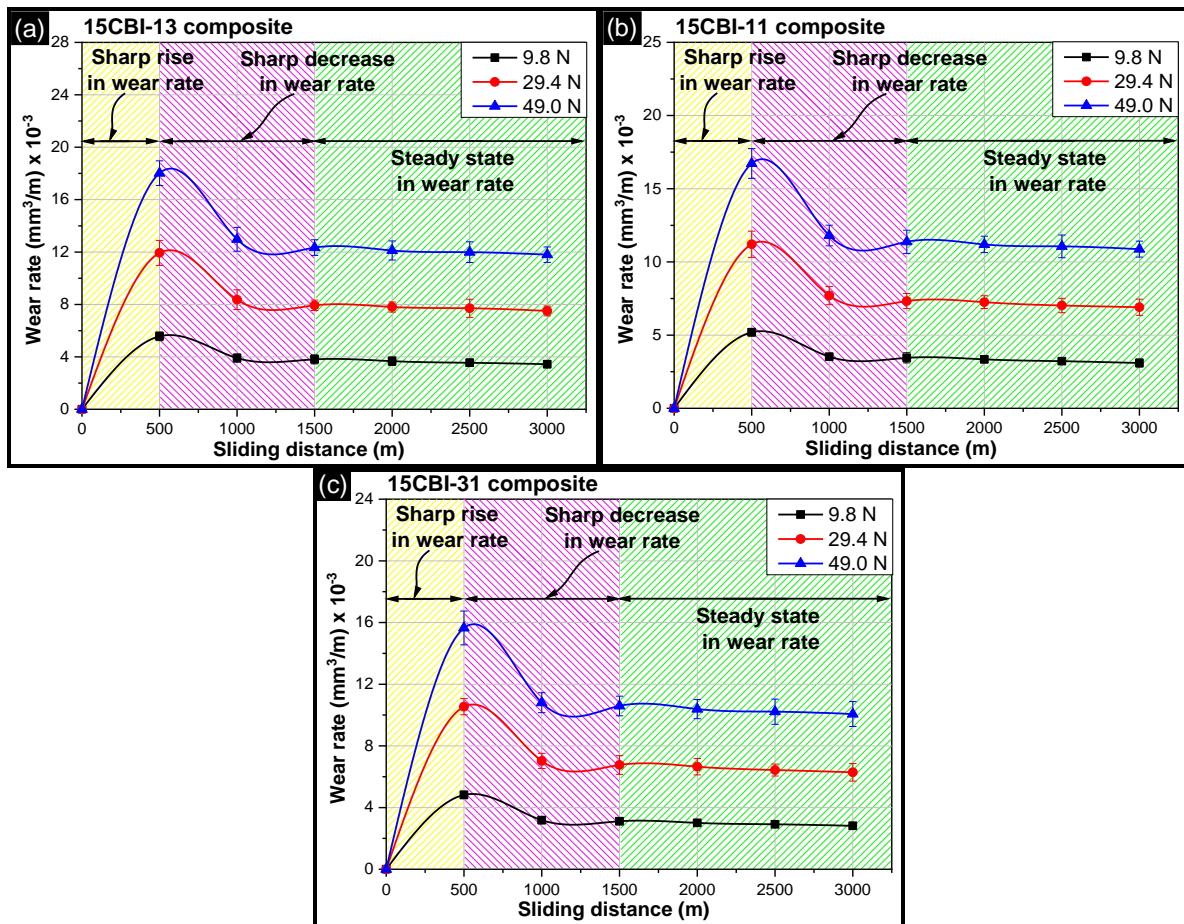 (a)
15CBI-13 composite
Sharp rise
in wear rate
Sharp decrease
in wear rate
9.8 N
29.4 N
49.0 N
Steady state
in wear rate
Wear rate (mm³/m) x 10⁻³
28
24
20
16
12
8
4
0
0 500 1000 1500 2000 2500 3000
Sliding distance (m)
(b)
15CBI-11 composite
Sharp rise
in wear rate
Sharp decrease
in wear rate
9.8 N
29.4 N
49.0 N
Steady state
in wear rate
Wear rate (mm³/m) x 10⁻³
25
20
15
10
5
0
0 500 1000 1500 2000 2500 3000
Sliding distance (m)
(c)
15CBI-31 composite
Sharp rise
in wear rate
Sharp decrease
in wear rate
9.8 N
29.4 N
49.0 N
Steady state
in wear rate
Wear rate (mm³/m) x 10⁻³
24
20
16
12
8
4
0
0 500 1000 1500 2000 2500 3000
Sliding distance (m)